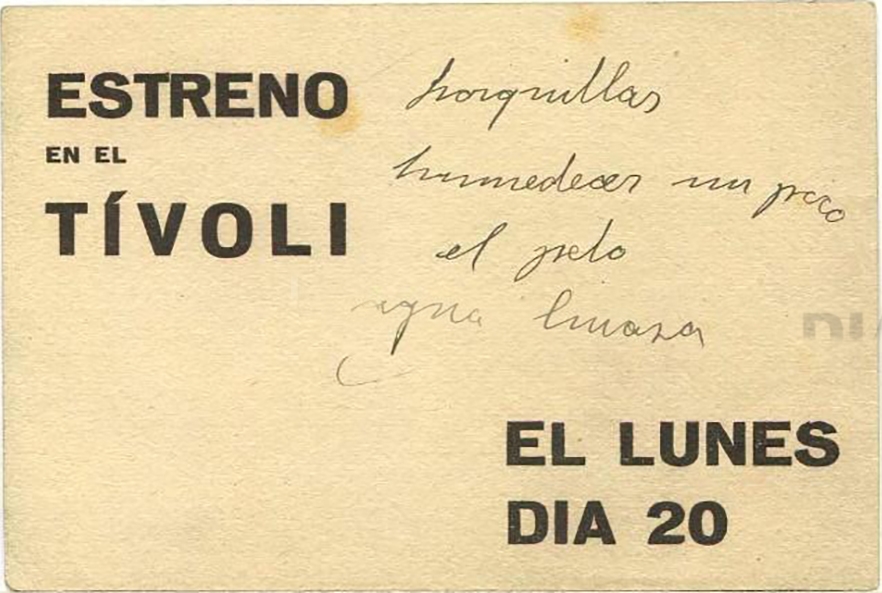 ESTRENO
EN EL
TÍVOLI
horquillas
humedecer un poco
el pelo
agua linaza
EL LUNES
DIA 20